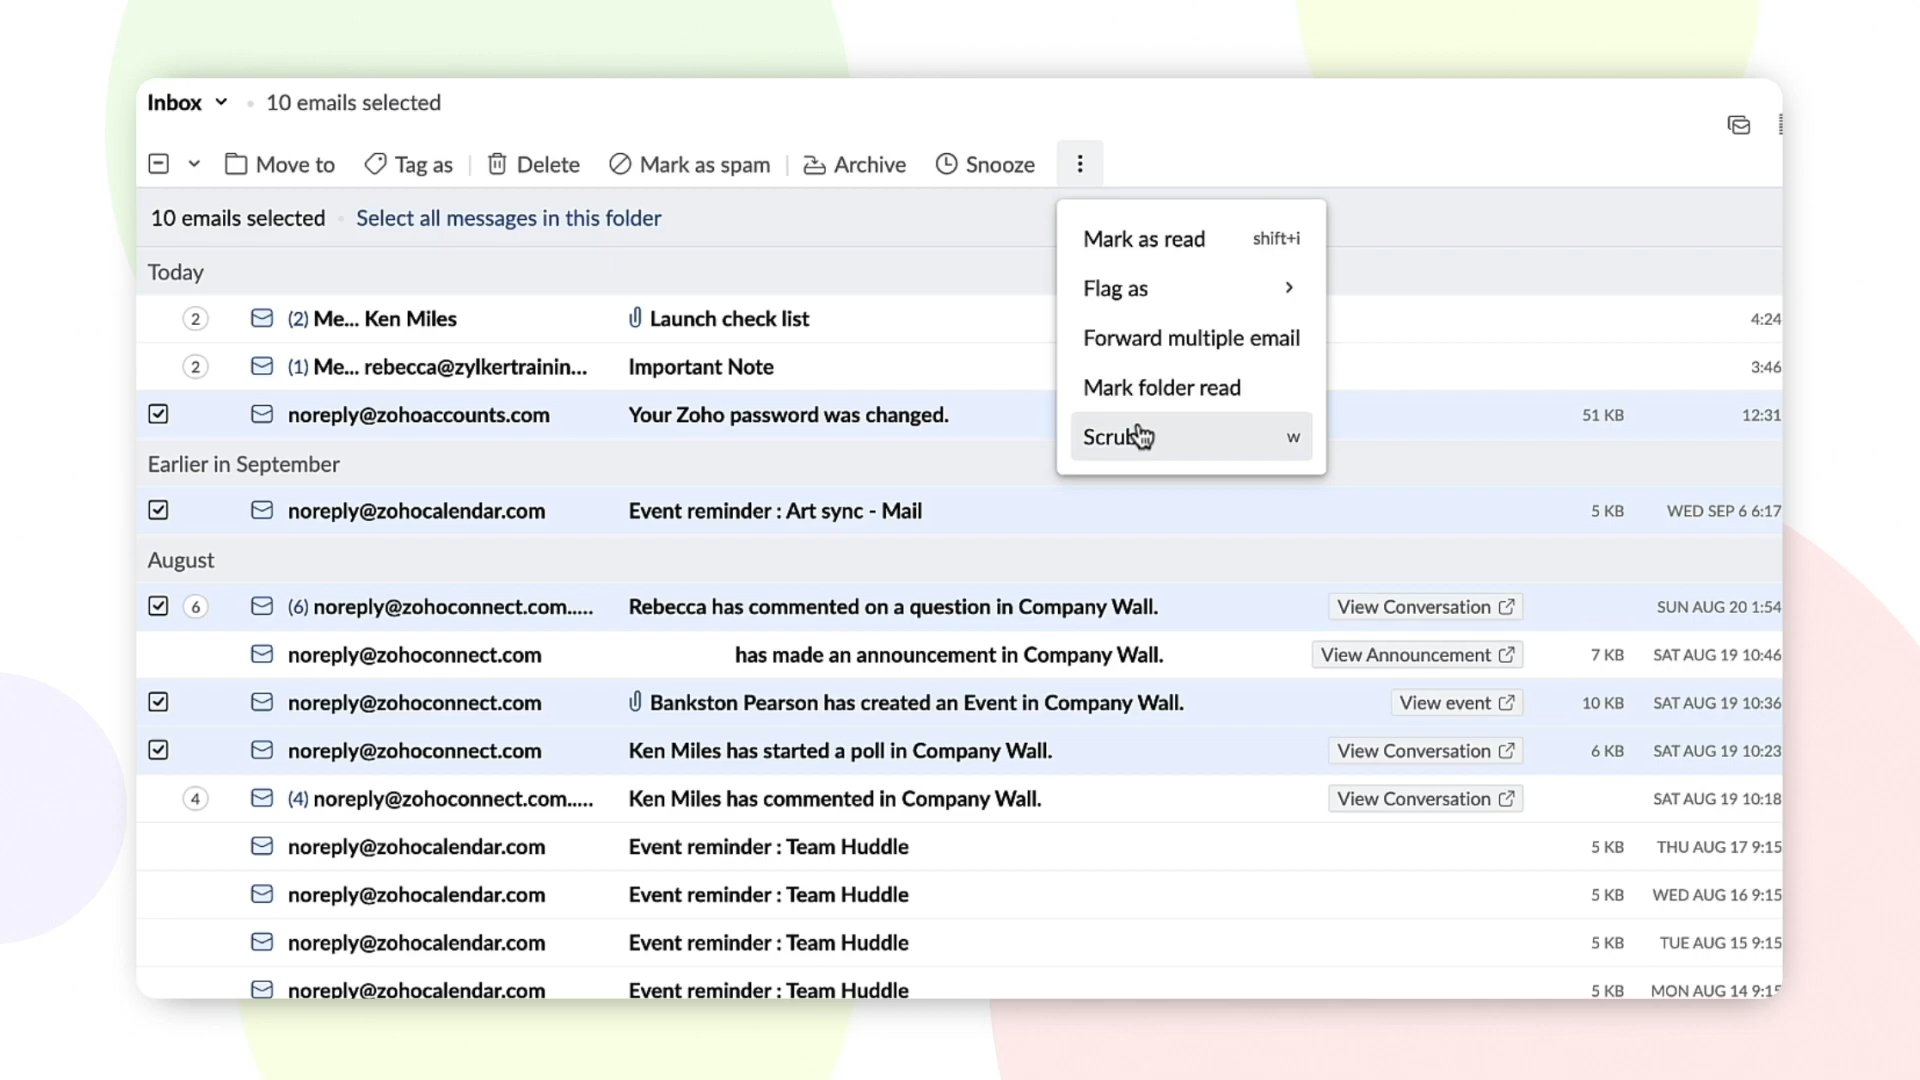 Inbox • 10 emails selected
Move to Tag as Delete Mark as spam Archive Snooze
10 emails selected • Select all messages in this folder
Mark as read shift+i
Flag as
Forward multiple email
Mark folder read
Scrub w
Today
2 (2) Me... Ken Miles Launch check list 4:24
2 (1) Me... rebecca@zylkertrainin... Important Note 3:46
noreply@zohoaccounts.com Your Zoho password was changed. 51 KB 12:31
Earlier in September
noreply@zohocalendar.com Event reminder : Art sync - Mail 5 KB WED SEP 6 6:17
August
6 (6) noreply@zohoconnect.com..... Rebecca has commented on a question in Company Wall. View Conversation SUN AUG 20 1:54
noreply@zohoconnect.com has made an announcement in Company Wall. View Announcement 7 KB SAT AUG 19 10:46
noreply@zohoconnect.com Bankston Pearson has created an Event in Company Wall. View event 10 KB SAT AUG 19 10:36
noreply@zohoconnect.com Ken Miles has started a poll in Company Wall. View Conversation 6 KB SAT AUG 19 10:23
4 (4) noreply@zohoconnect.com..... Ken Miles has commented in Company Wall. View Conversation SAT AUG 19 10:18
noreply@zohocalendar.com Event reminder : Team Huddle 5 KB THU AUG 17 9:15
noreply@zohocalendar.com Event reminder : Team Huddle 5 KB WED AUG 16 9:15
noreply@zohocalendar.com Event reminder : Team Huddle 5 KB TUE AUG 15 9:15
noreply@zohocalendar.com Event reminder : Team Huddle 5 KB MON AUG 14 9:15